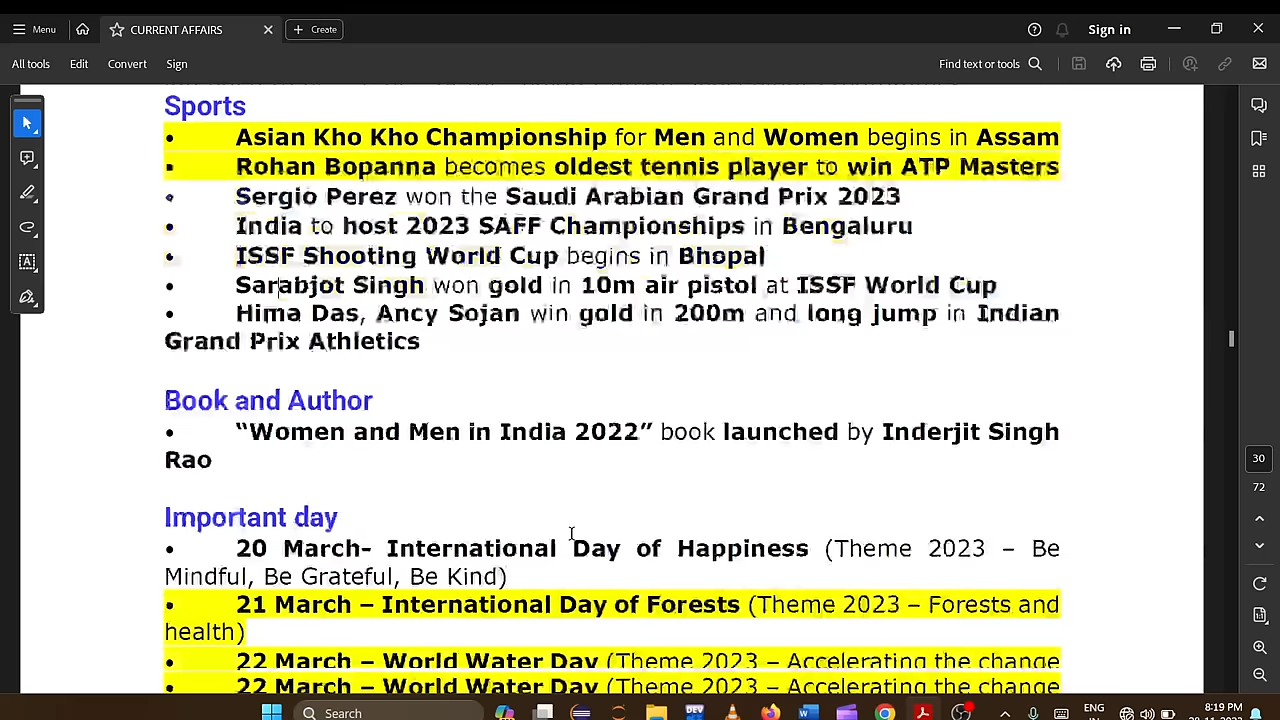 Menu
CURRENT AFFAIRS
Create
Sign in
All tools Edit Convert Sign
Find text or tools
Sports
• Asian Kho Kho Championship for Men and Women begins in Assam
• Rohan Bopanna becomes oldest tennis player to win ATP Masters
• Sergio Perez won the Saudi Arabian Grand Prix 2023
• India to host 2023 SAFF Championships in Bengaluru
• ISSF Shooting World Cup begins in Bhopal
• Sarabjot Singh won gold in 10m air pistol at ISSF World Cup
• Hima Das, Ancy Sojan win gold in 200m and long jump in Indian
Grand Prix Athletics
Book and Author
• “Women and Men in India 2022” book launched by Inderjit Singh
Rao
Important day
• 20 March- International Day of Happiness (Theme 2023 – Be
Mindful, Be Grateful, Be Kind)
• 21 March – International Day of Forests (Theme 2023 – Forests and
health)
• 22 March – World Water Day (Theme 2023 – Accelerating the change
• 22 March – World Water Day (Theme 2023 – Accelerating the change
30
72
Search
DEV
ENG
IN
8:19 PM